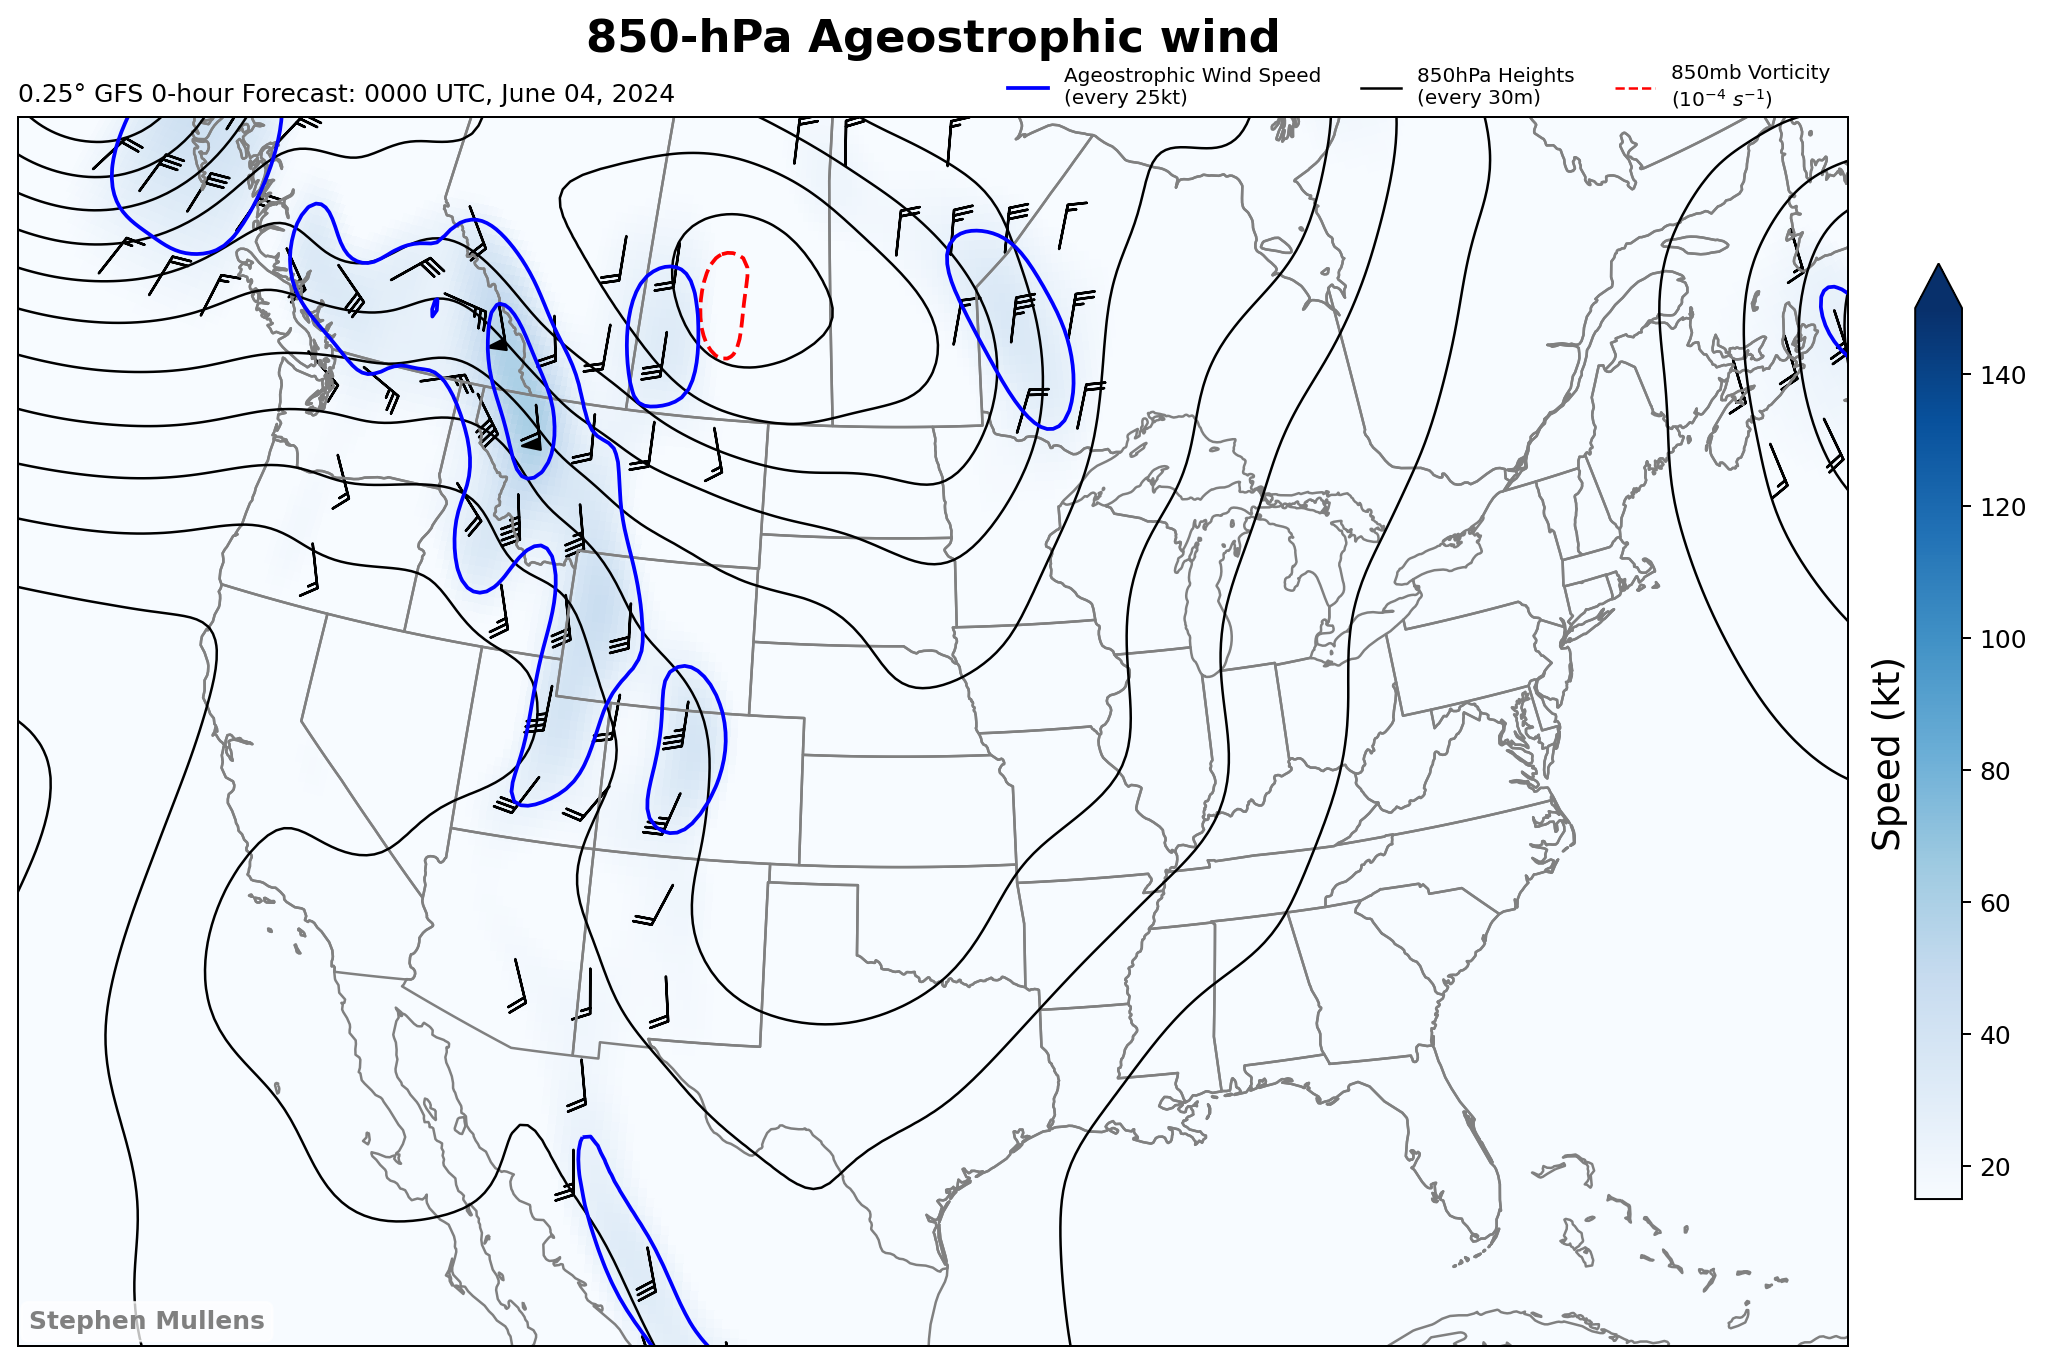 850-hPa Ageostrophic wind
0.25° GFS 0-hour Forecast: 0000 UTC, June 04, 2024
Ageostrophic Wind Speed
(every 25kt)
850hPa Heights
(every 30m)
850mb Vorticity
(10⁻⁴ s⁻¹)
140
120
100
80
60
40
20
Speed (kt)
Stephen Mullens